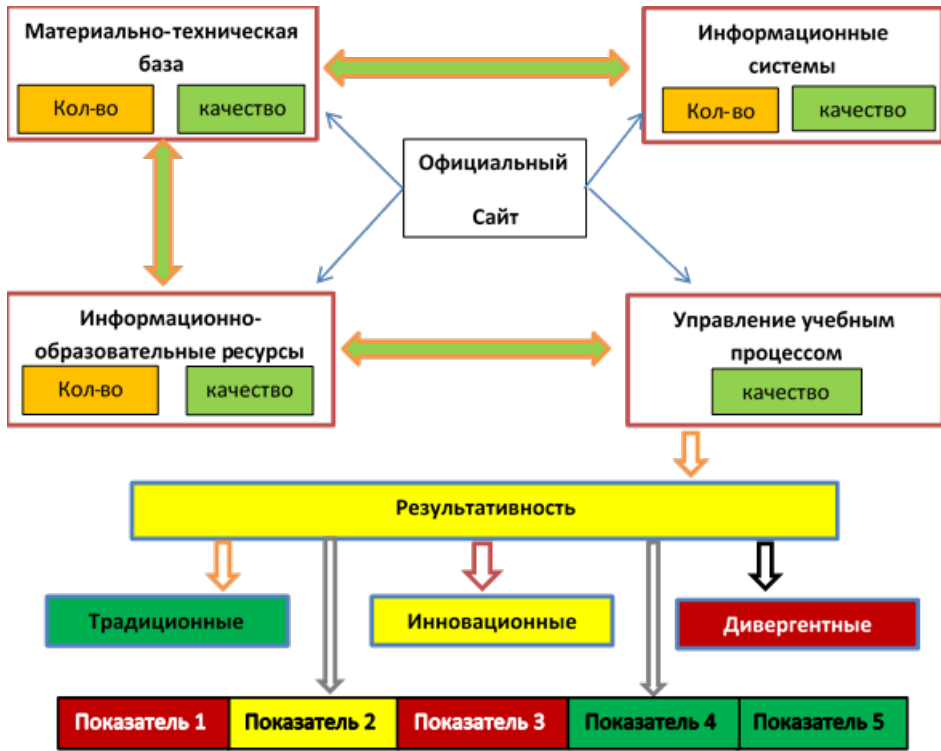 Материально-техническая
база
Кол-во
качество
Информационные
системы
Кол-во
качество
Официальный
Сайт
Информационно-
образовательные ресурсы
Кол-во
качество
Управление учебным
процессом
качество
Результативность
Традиционные
Инновационные
Дивергентные
Показатель 1
Показатель 2
Показатель 3
Показатель 4
Показатель 5